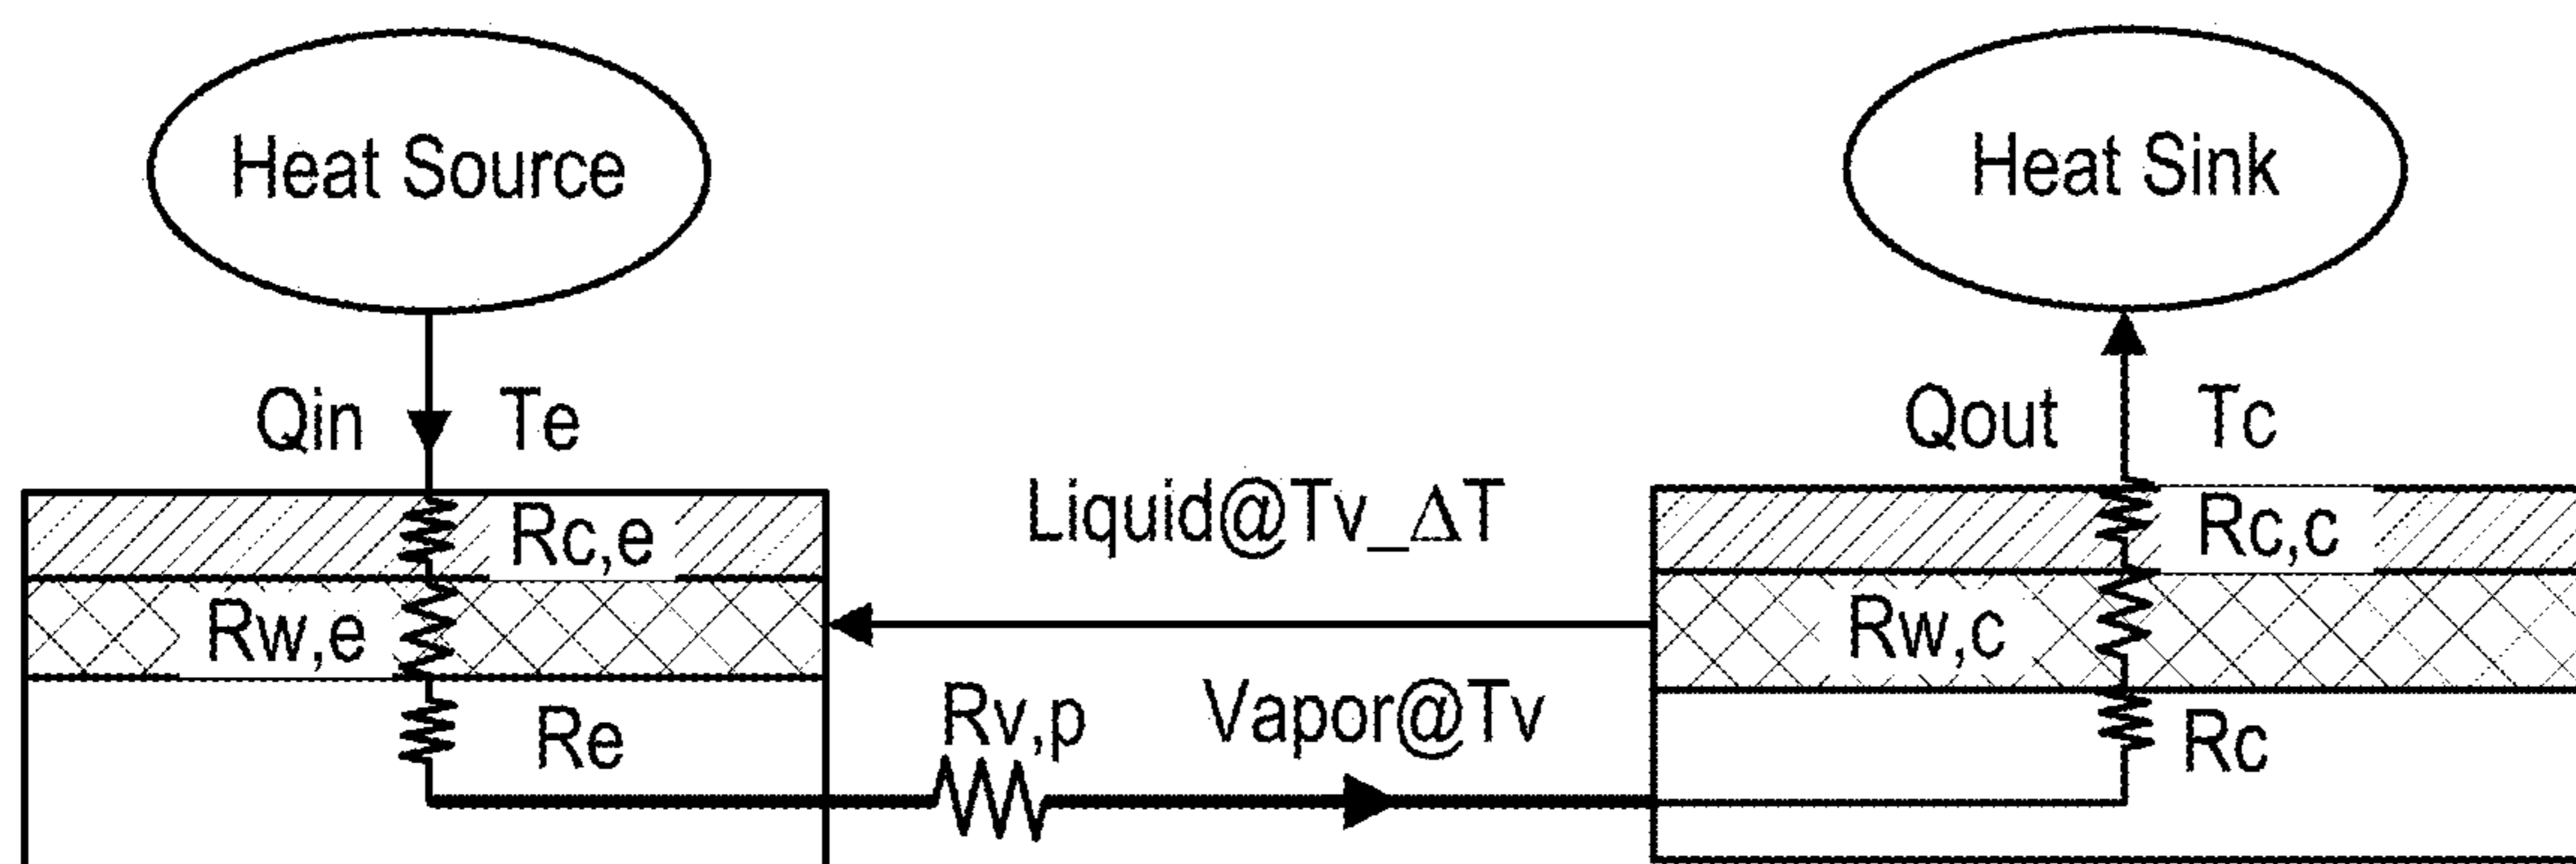 Heat Source
Heat Sink
Qin
Te
Qout
Tc
Liquid@Tv_ΔT
Rc,e
Rc,c
Rw,e
Rw,c
Re
Rv,p
Vapor@Tv
Rc